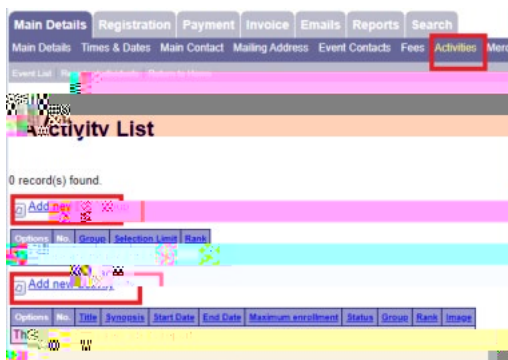 Main Details Registration Payment Invoice Emails Reports Search
Main Details Times & Dates Main Contact Mailing Address Event Contacts Fees Activities Merc
Event List
Activity List
0 record(s) found.
Add new
Options No. Group Selection Limit Rank
Add new
Options No. Title Synopsis Start Date End Date Maximum enrollment Status Group Rank Image